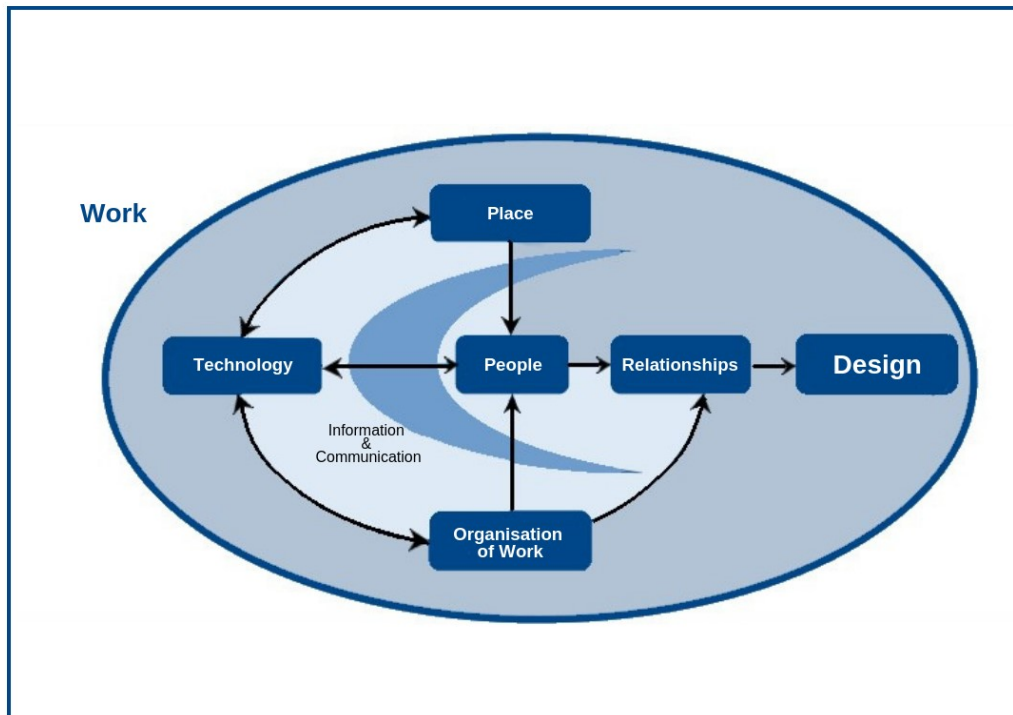 Work
Place
Technology
People
Relationships
Design
Information
&
Communication
Organisation
of Work